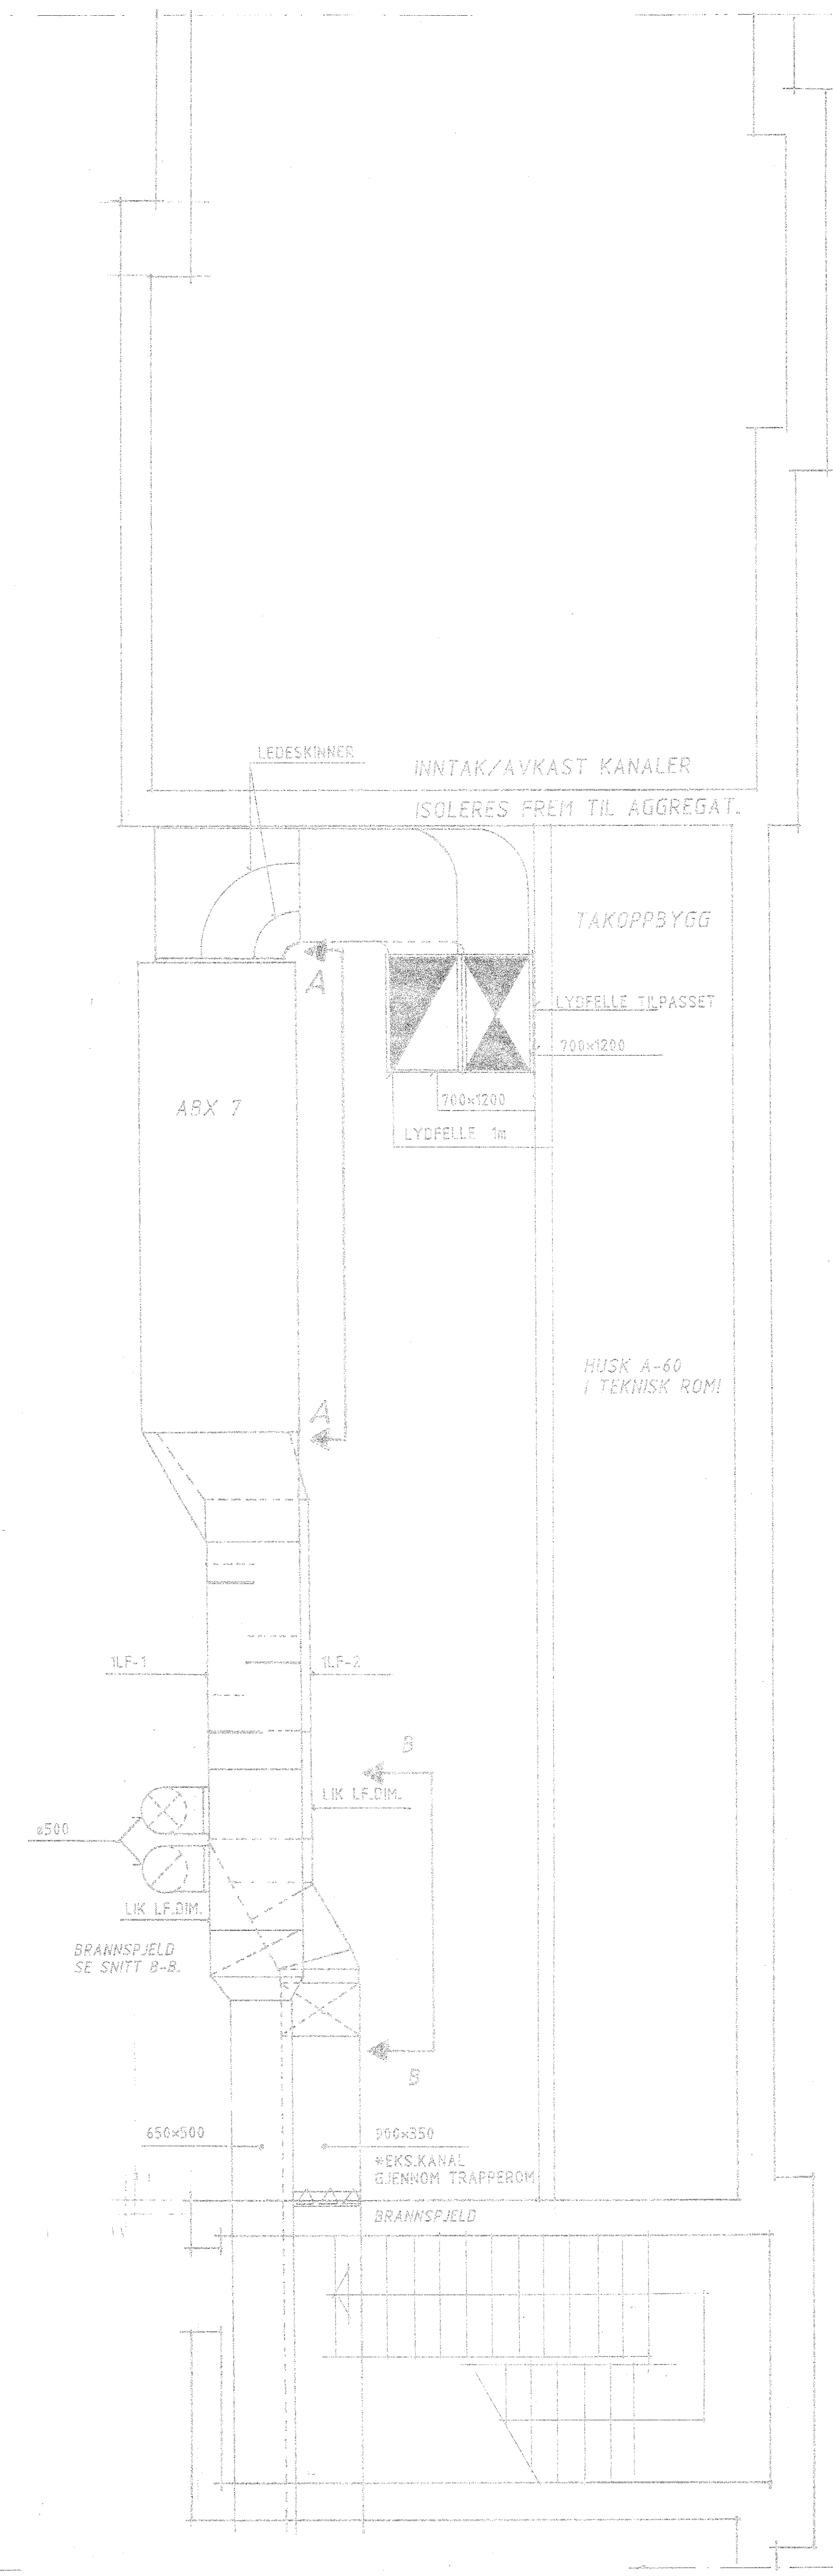 LEDESKINNER
INNTAK/AVKAST KANALER
ISOLERES FREM TIL AGGREGAT.
TAKOPPBYGG
A
LYDFELLE TILPASSET
700x1200
700x1200
ABX 7
LYDFELLE 1m
HUSK A-60
I TEKNISK ROM!
A
1LF-1
1LF-2
B
LIK LF.DIM.
ø500
LIK LF.DIM.
BRANNSPJELD
SE SNITT B-B.
B
650x500
900x350
*EKS.KANAL
GJENNOM TRAPPEROM
BRANNSPJELD